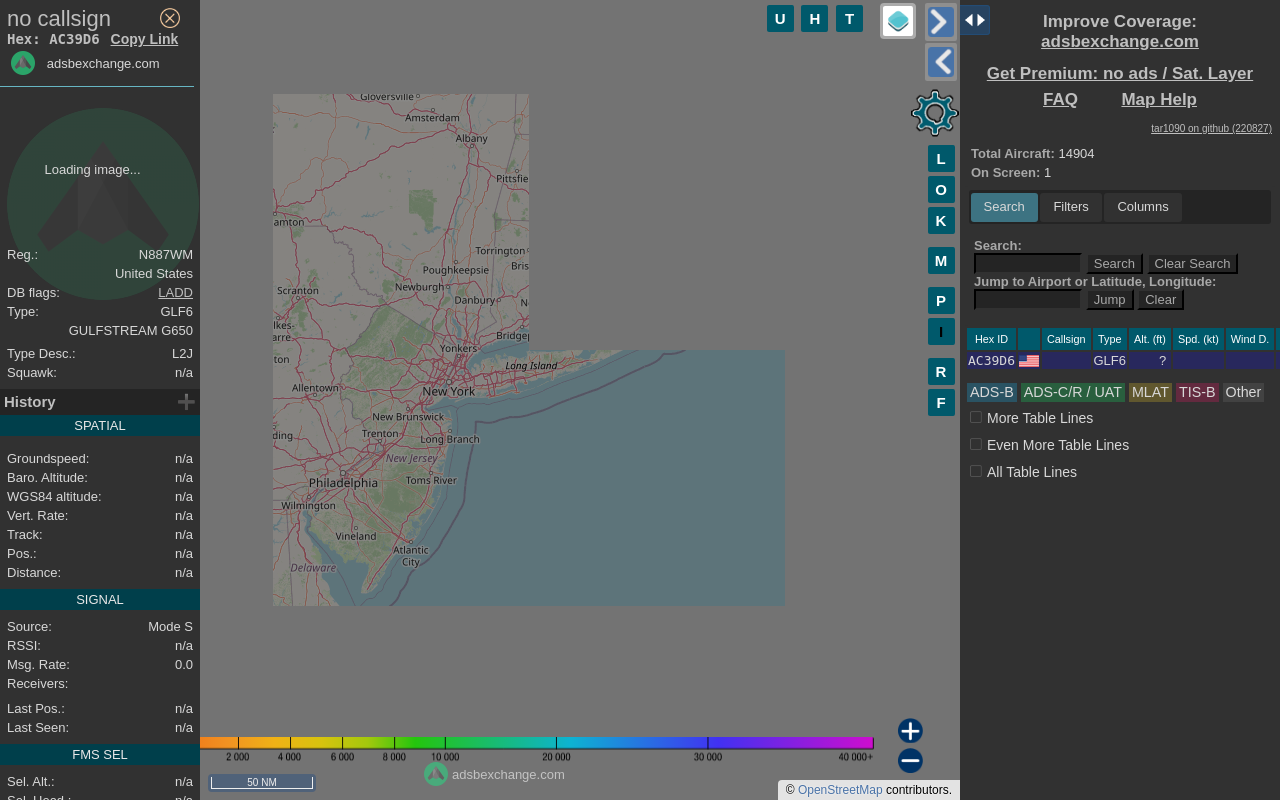 no callsign
Hex: AC39D6 Copy Link
adsbexchange.com
Loading image...
Reg.: N887WM
United States
DB flags: LADD
Type: GLF6
GULFSTREAM G650
Type Desc.: L2J
Squawk: n/a
History
SPATIAL
Groundspeed: n/a
Baro. Altitude: n/a
WGS84 altitude: n/a
Vert. Rate: n/a
Track: n/a
Pos.: n/a
Distance: n/a
SIGNAL
Source: Mode S
RSSI: n/a
Msg. Rate: 0.0
Receivers:
Last Pos.: n/a
Last Seen: n/a
FMS SEL
Sel. Alt.: n/a
Sel. Head.: n/a
U H T
Gloversville
Amsterdam
Albany
Pittsfie
amton
Torrington
Poughkeepsie
Bris
Scranton
Newburgh
Danbury
N
lkes-
arre
Bridgep
Yonkers
ton
Long Island
Allentown
New York
New Brunswick
ding
Trenton
Long Branch
New Jersey
Philadelphia
Toms River
Wilmington
Vineland
Atlantic
City
Delaware
L
O
K
M
P
I
R
F
2 000 4 000 6 000 8 000 10 000 20 000 30 000 40 000+
50 NM
adsbexchange.com
© OpenStreetMap contributors.
Improve Coverage:
adsbexchange.com
Get Premium: no ads / Sat. Layer
FAQ Map Help
tar1090 on github (220827)
Total Aircraft: 14904
On Screen: 1
Search Filters Columns
Search:
Search Clear Search
Jump to Airport or Latitude, Longitude:
Jump Clear
Hex ID Callsign Type Alt. (ft) Spd. (kt) Wind D.
AC39D6 GLF6 ?
ADS-B ADS-C/R / UAT MLAT TIS-B Other
More Table Lines
Even More Table Lines
All Table Lines